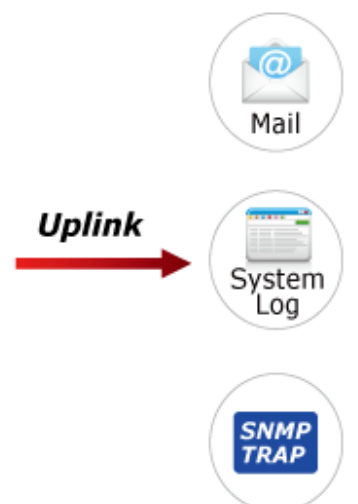 @
Mail
Uplink
System
Log
SNMP
TRAP